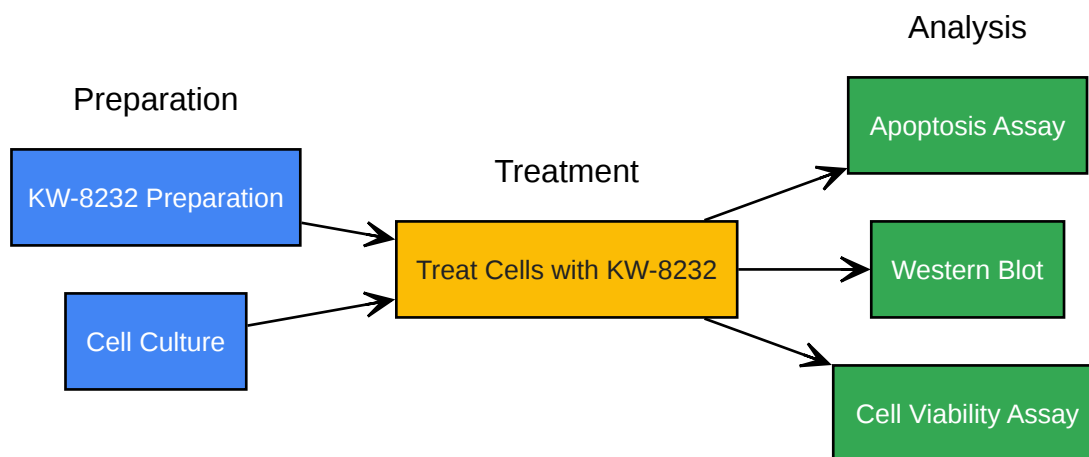 Preparation
KW-8232 Preparation
Cell Culture
Treatment
Treat Cells with KW-8232
Analysis
Apoptosis Assay
Western Blot
Cell Viability Assay